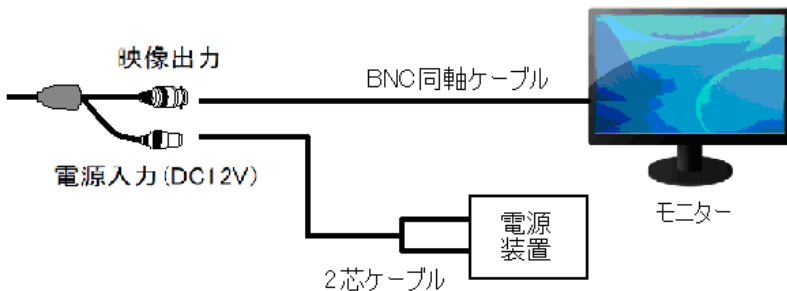 映像出力
BNC同軸ケーブル
電源入力(DC12V)
モニター
電源
装置
2芯ケーブル